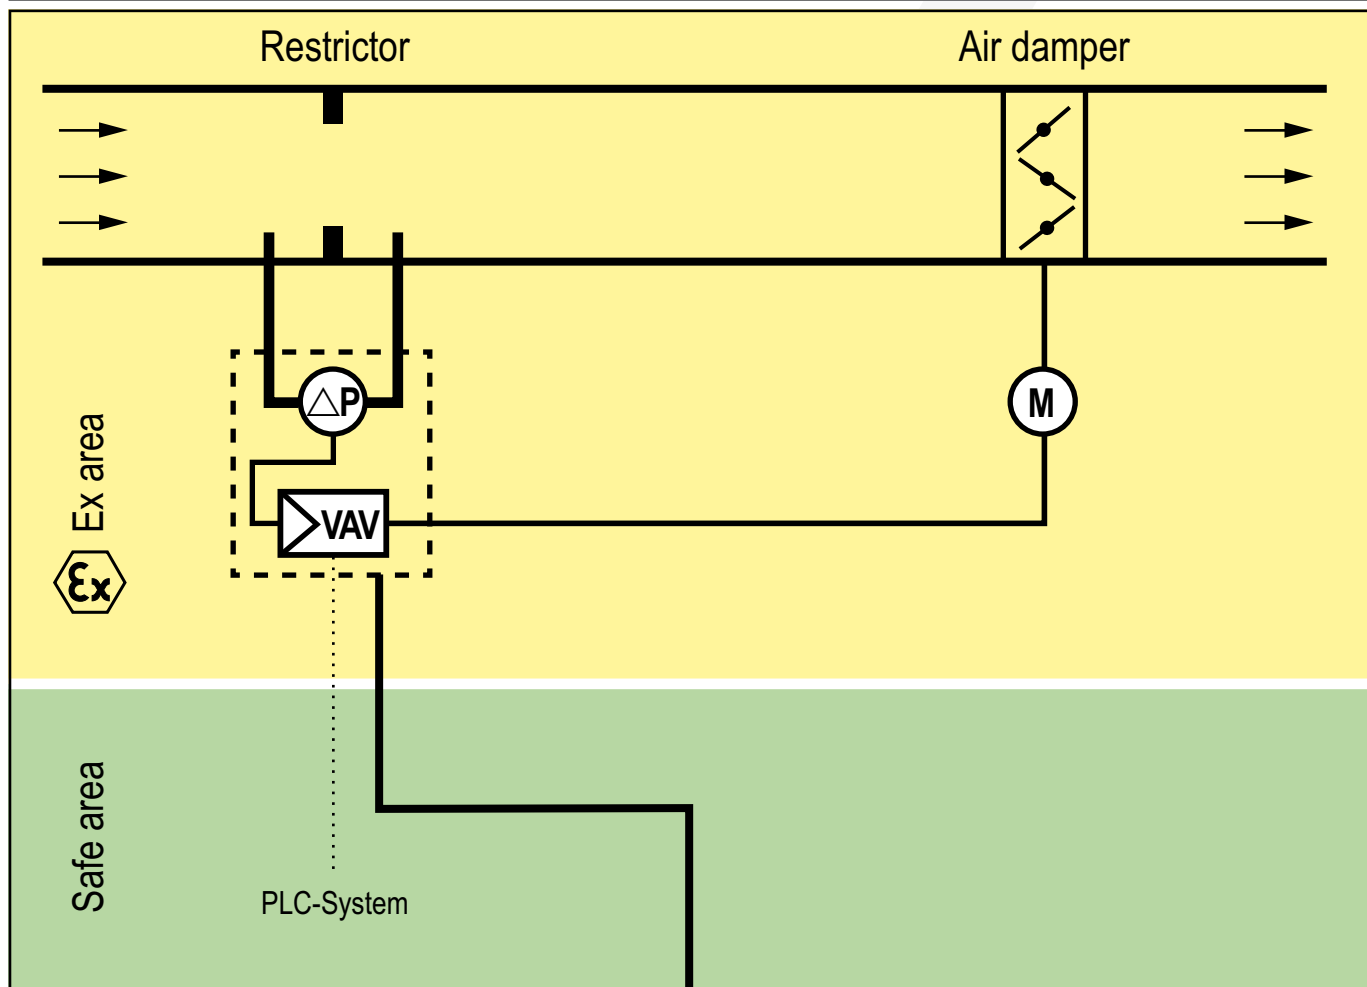 Restrictor
Air damper
△P
M
VAV
Ex area
Ex
Safe area
PLC-System